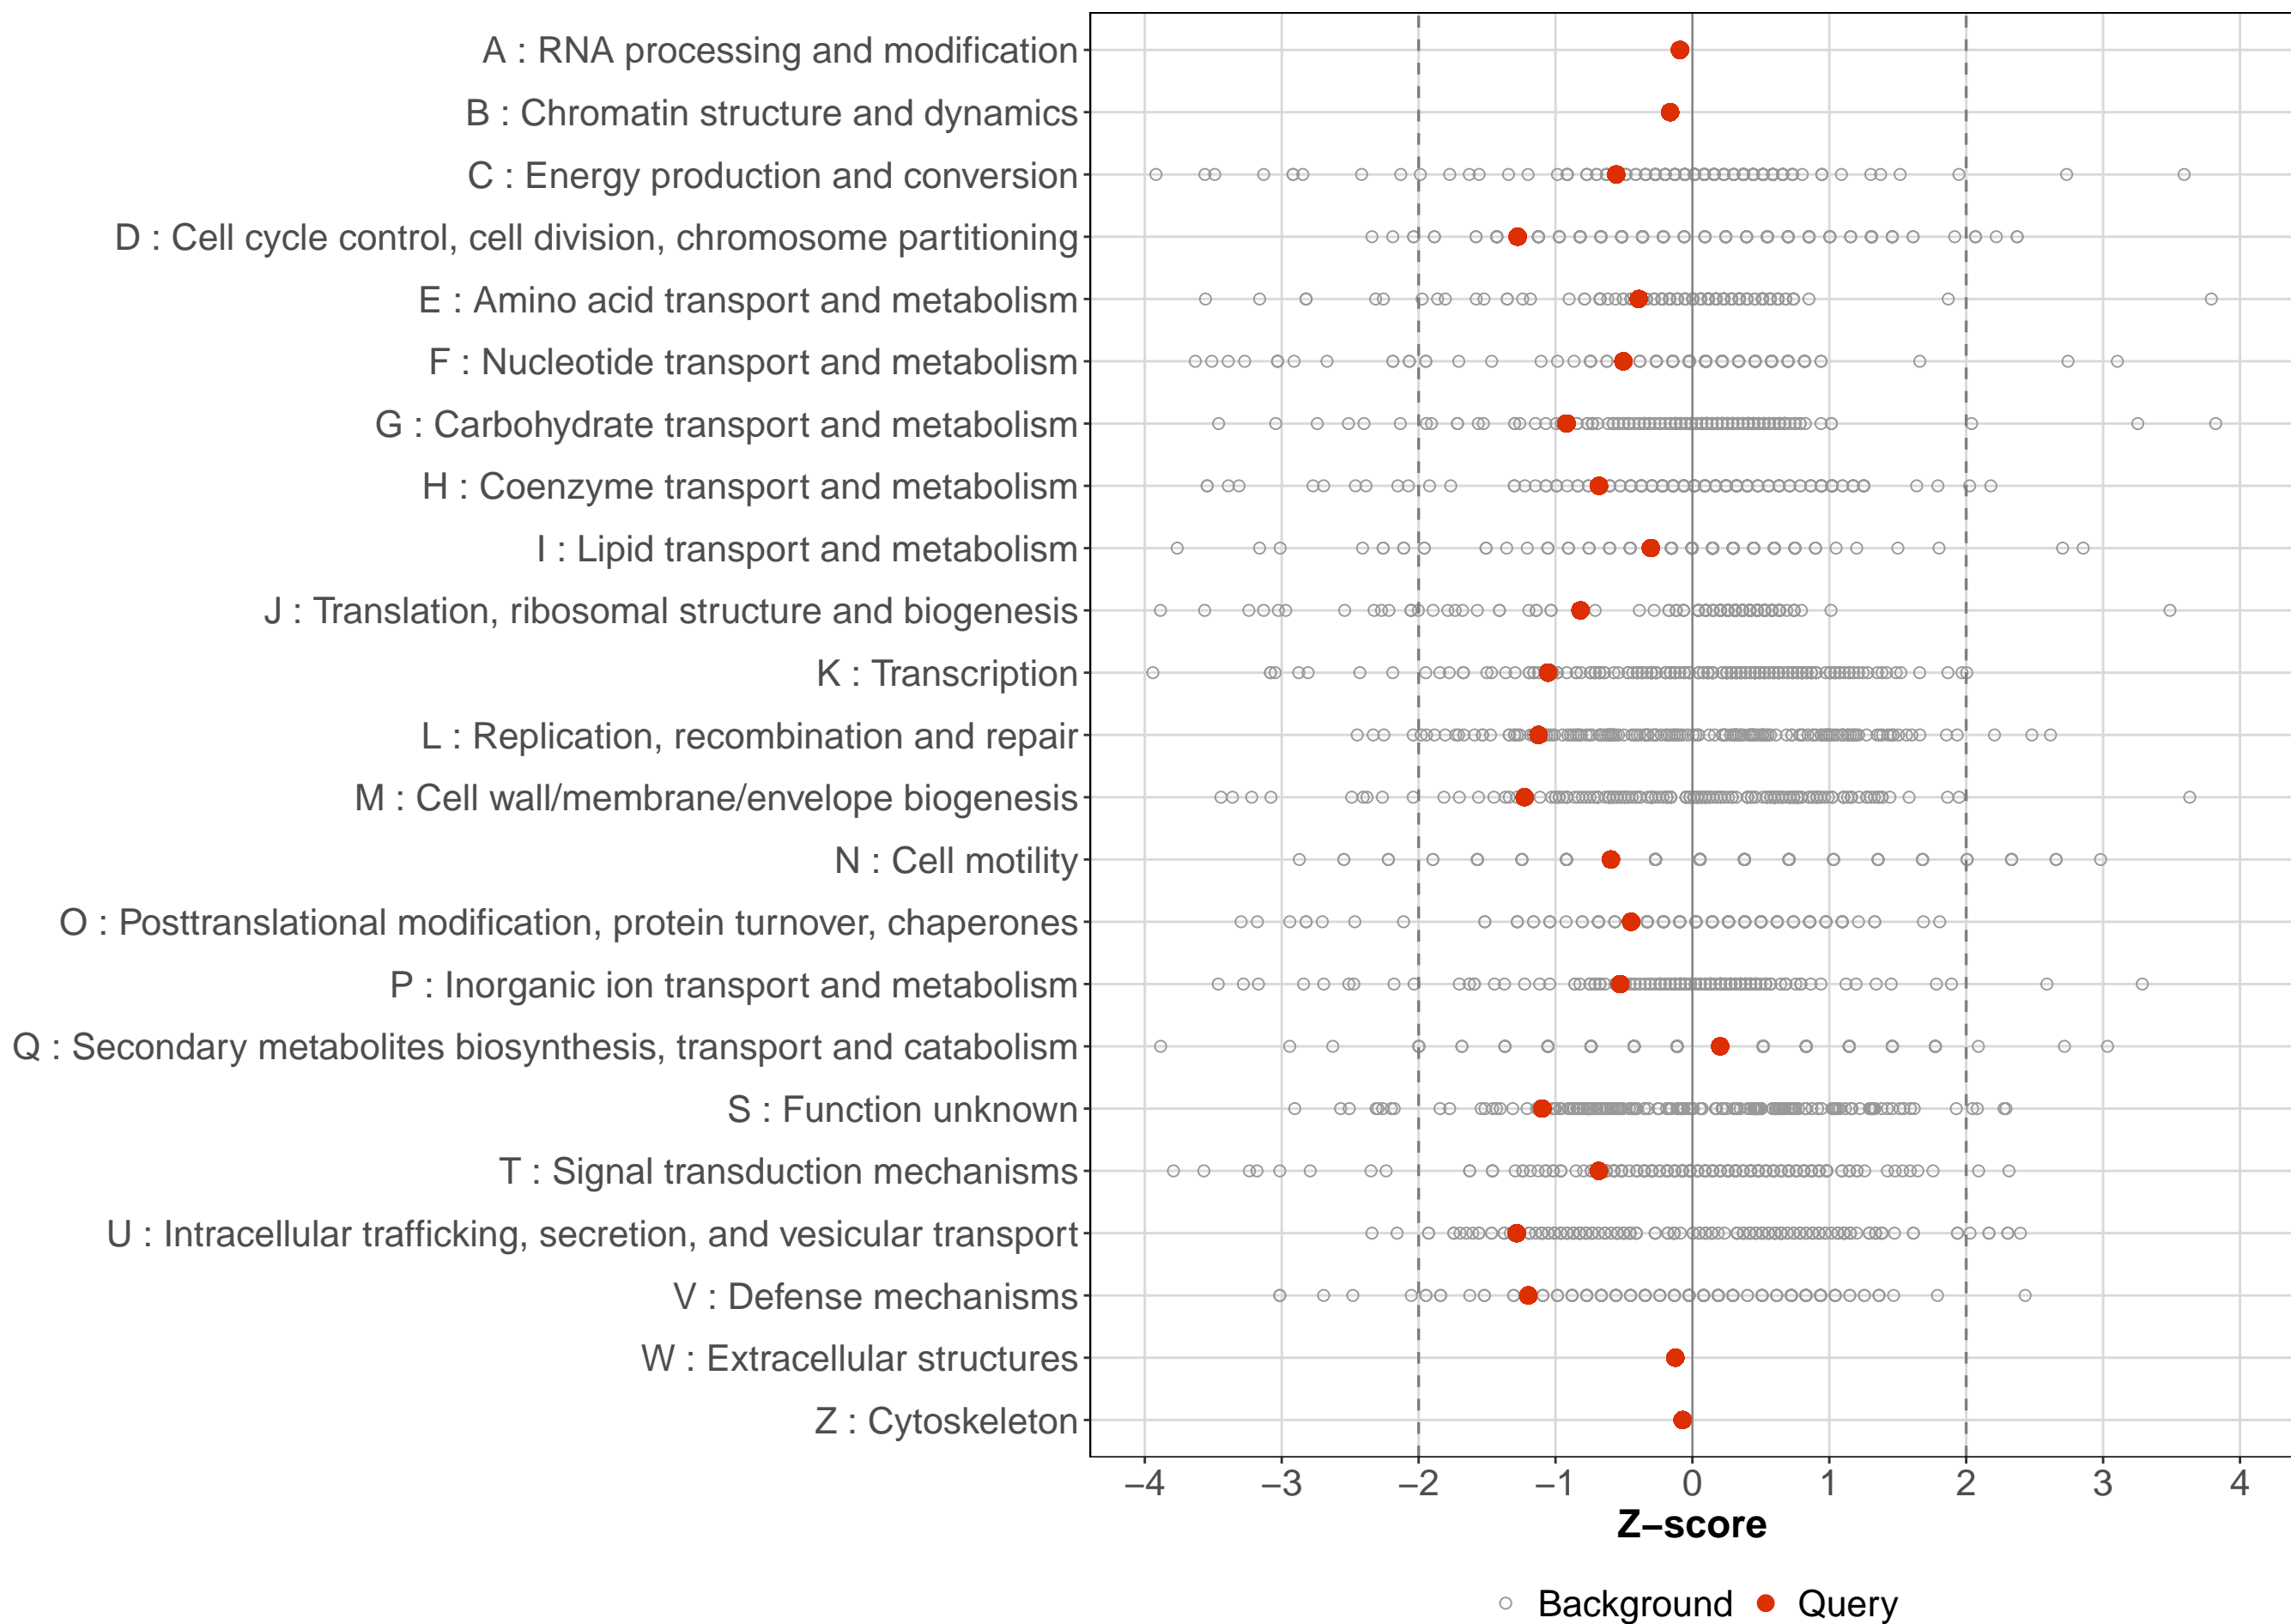 A : RNA processing and modification
B : Chromatin structure and dynamics
C : Energy production and conversion
D : Cell cycle control, cell division, chromosome partitioning
E : Amino acid transport and metabolism
F : Nucleotide transport and metabolism
G : Carbohydrate transport and metabolism
H : Coenzyme transport and metabolism
I : Lipid transport and metabolism
J : Translation, ribosomal structure and biogenesis
K : Transcription
L : Replication, recombination and repair
M : Cell wall/membrane/envelope biogenesis
N : Cell motility
O : Posttranslational modification, protein turnover, chaperones
P : Inorganic ion transport and metabolism
Q : Secondary metabolites biosynthesis, transport and catabolism
S : Function unknown
T : Signal transduction mechanisms
U : Intracellular trafficking, secretion, and vesicular transport
V : Defense mechanisms
W : Extracellular structures
Z : Cytoskeleton
−4 −3 −2 −1 0 1 2 3 4
Z−score
Background Query